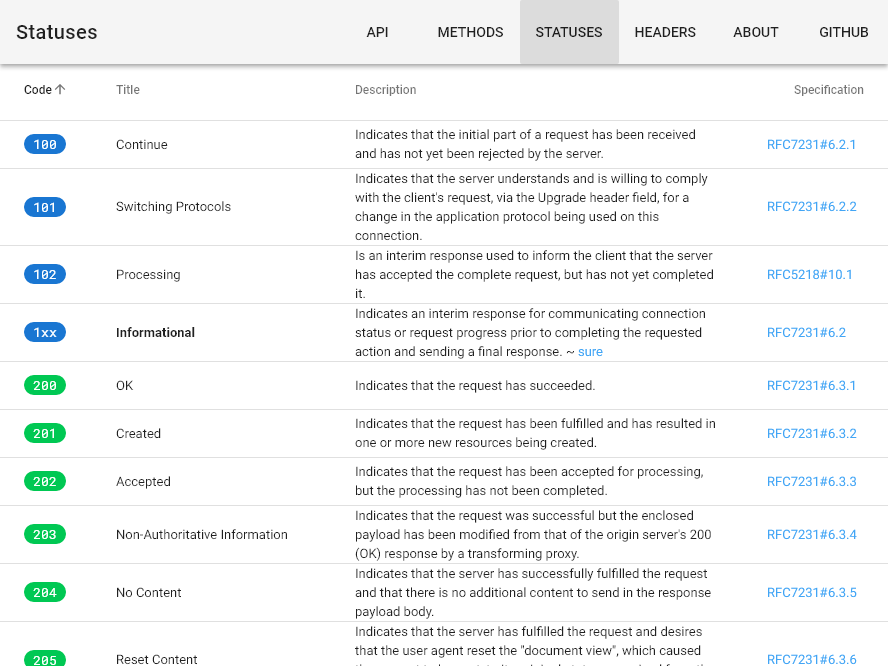 Statuses
API METHODS STATUSES HEADERS ABOUT GITHUB
Code Title Description Specification
100 Continue Indicates that the initial part of a request has been received
and has not yet been rejected by the server. RFC7231#6.2.1
101 Switching Protocols Indicates that the server understands and is willing to comply
with the client's request, via the Upgrade header field, for a
change in the application protocol being used on this
connection. RFC7231#6.2.2
102 Processing Is an interim response used to inform the client that the server
has accepted the complete request, but has not yet completed
it. RFC5218#10.1
1xx Informational Indicates an interim response for communicating connection
status or request progress prior to completing the requested
action and sending a final response. ~ sure RFC7231#6.2
200 OK Indicates that the request has succeeded. RFC7231#6.3.1
201 Created Indicates that the request has been fulfilled and has resulted in
one or more new resources being created. RFC7231#6.3.2
202 Accepted Indicates that the request has been accepted for processing,
but the processing has not been completed. RFC7231#6.3.3
203 Non-Authoritative Information Indicates that the request was successful but the enclosed
payload has been modified from that of the origin server's 200
(OK) response by a transforming proxy. RFC7231#6.3.4
204 No Content Indicates that the server has successfully fulfilled the request
and that there is no additional content to send in the response
payload body. RFC7231#6.3.5
205 Reset Content Indicates that the server has fulfilled the request and desires
that the user agent reset the "document view", which caused
RFC7231#6.3.6